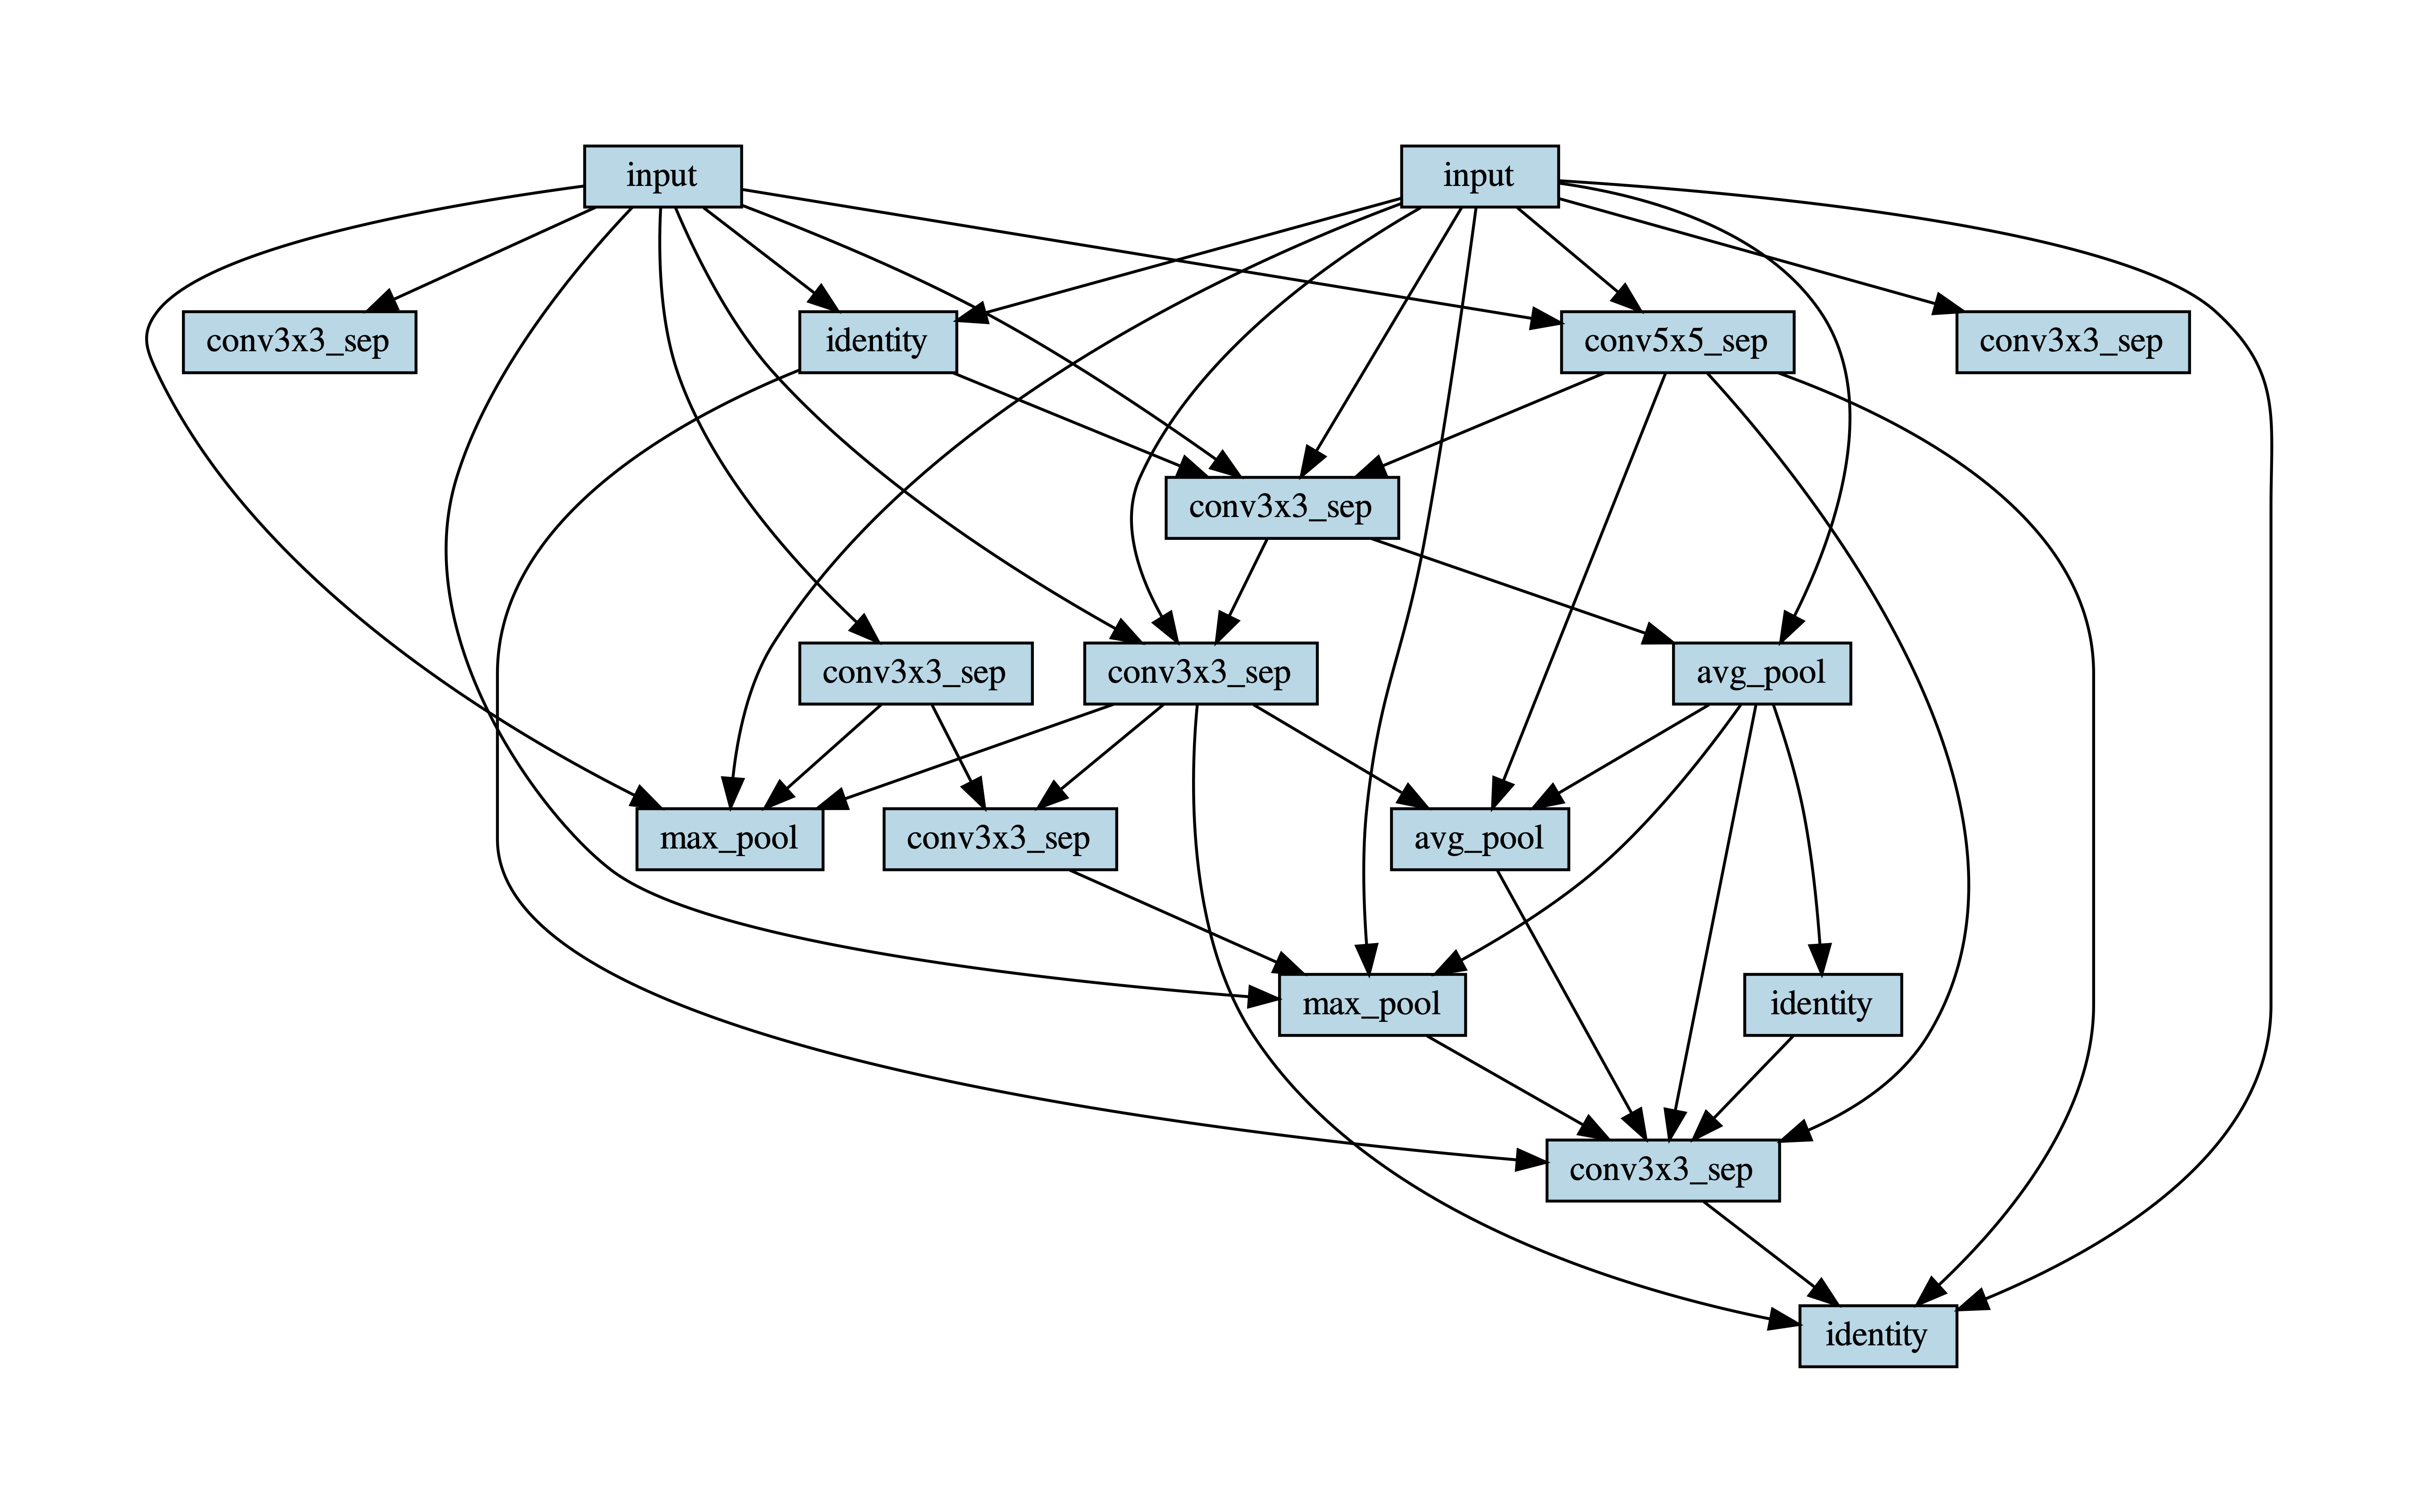 input
input
conv3x3_sep
identity
conv5x5_sep
conv3x3_sep
conv3x3_sep
conv3x3_sep
conv3x3_sep
avg_pool
max_pool
conv3x3_sep
avg_pool
max_pool
identity
conv3x3_sep
identity